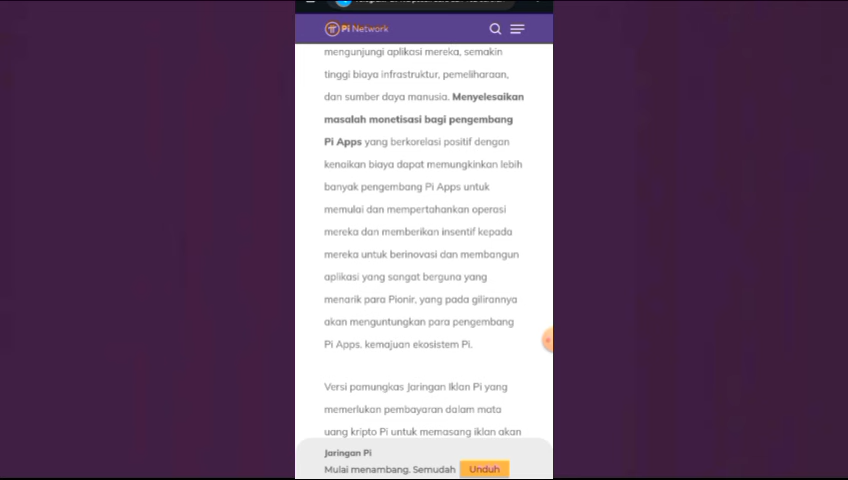 Pi Network
mengunjungi aplikasi mereka, semakin
tinggi biaya infrastruktur, pemeliharaan,
dan sumber daya manusia. Menyelesaikan
masalah monetisasi bagi pengembang
Pi Apps yang berkorelasi positif dengan
kenaikan biaya dapat memungkinkan lebih
banyak pengembang Pi Apps untuk
memulai dan mempertahankan operasi
mereka dan memberikan insentif kepada
mereka untuk berinovasi dan membangun
aplikasi yang sangat berguna yang
menarik para Pionir, yang pada gilirannya
akan menguntungkan para pengembang
Pi Apps. kemajuan ekosistem Pi.
Versi pamungkas Jaringan Iklan Pi yang
memerlukan pembayaran dalam mata
uang kripto Pi untuk memasang iklan akan
Jaringan Pi
Mulai menambang. Semudah
Unduh